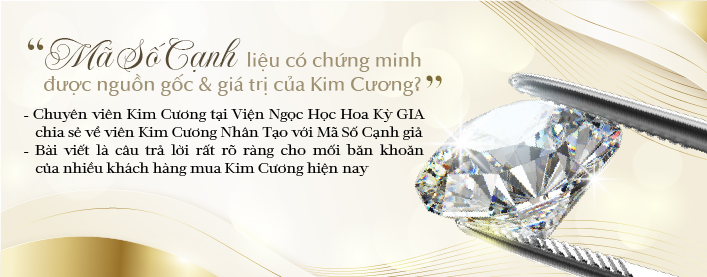 “Mã Số Cạnh liệu có chứng minh
được nguồn gốc & giá trị của Kim Cương?”
- Chuyên viên Kim Cương tại Viện Ngọc Học Hoa Kỳ GIA
chia sẻ về viên Kim Cương Nhân Tạo với Mã Số Cạnh giả
- Bài viết là câu trả lời rất rõ ràng cho mối băn khoăn
của nhiều khách hàng mua Kim Cương hiện nay